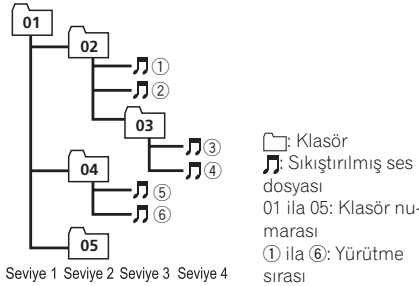 01
02
①
②
03
③
④
04
⑤
⑥
05
Seviye 1 Seviye 2 Seviye 3 Seviye 4
: Klasör
: Sıkıştırılmış ses
dosyası
01 ila 05: Klasör nu-
marası
① ila ⑥: Yürütme
sırası